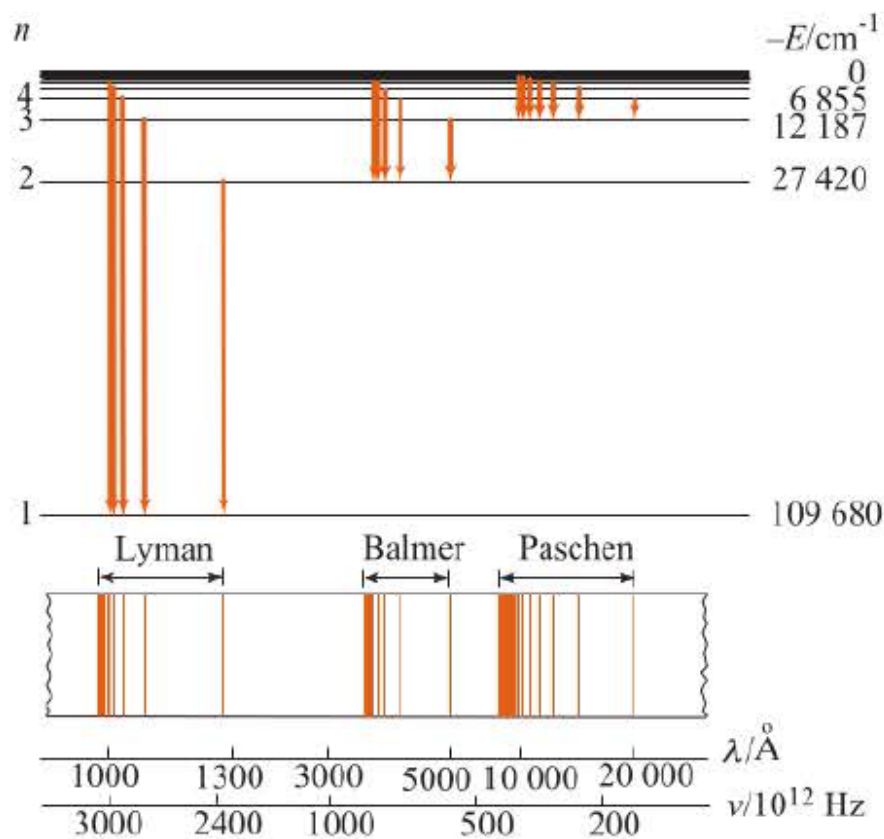 n –E/cm⁻¹
0
4 6 855
3 12 187
2 27 420
1 109 680
Lyman Balmer Paschen
λ/Å
1000 1300 3000 5000 10 000 20 000
ν/10¹² Hz
3000 2400 1000 500 200